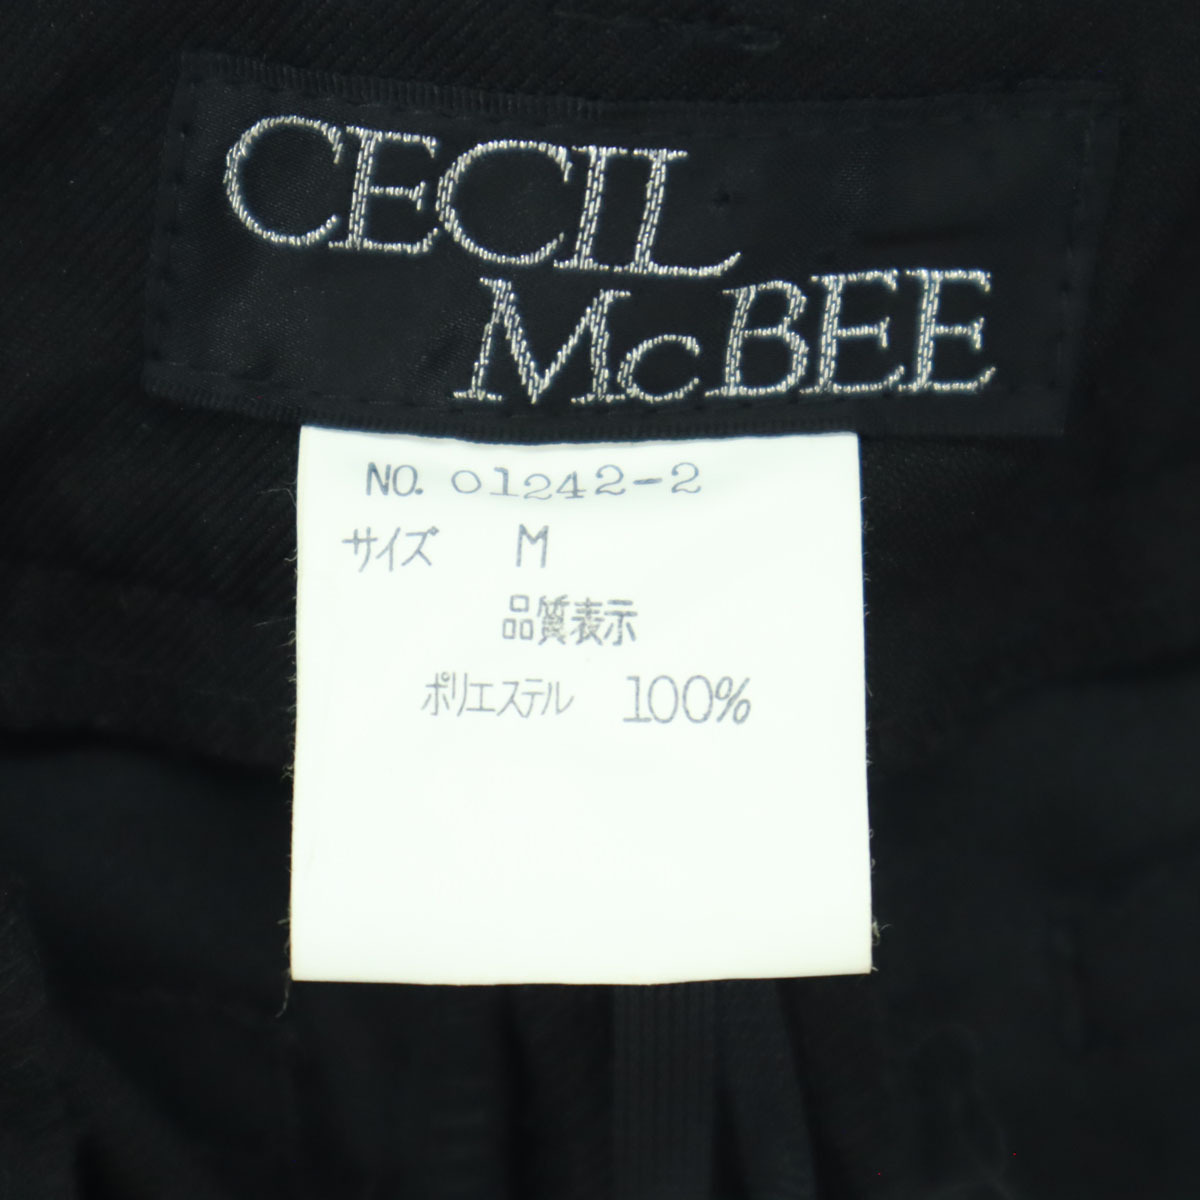 CECIL
McBEE
NO. 01242-2
サイズ M
品質表示
ポリエステル 100%